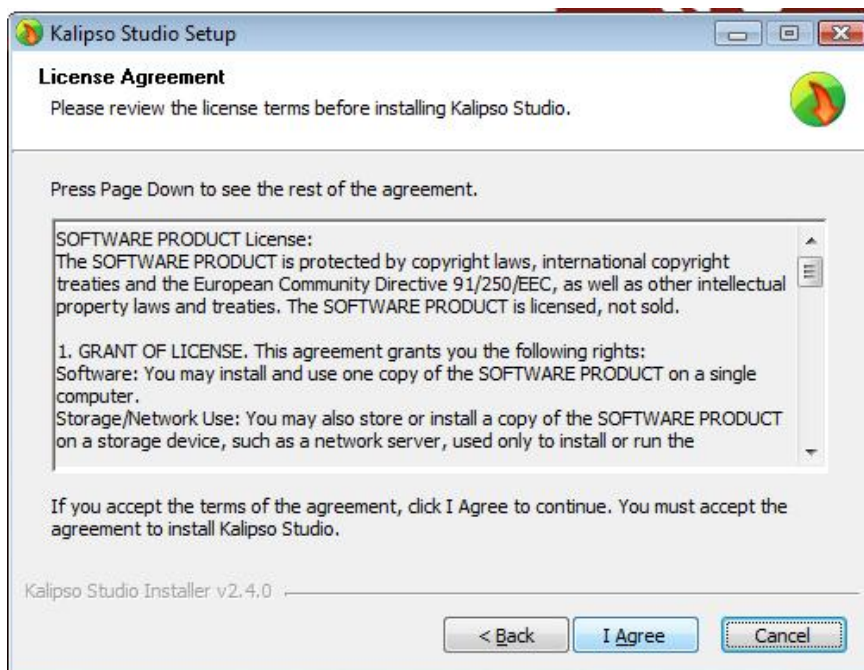 Kalipso Studio Setup
License Agreement
Please review the license terms before installing Kalipso Studio.
Press Page Down to see the rest of the agreement.
SOFTWARE PRODUCT License:
The SOFTWARE PRODUCT is protected by copyright laws, international copyright
treaties and the European Community Directive 91/250/EEC, as well as other intellectual
property laws and treaties. The SOFTWARE PRODUCT is licensed, not sold.
1. GRANT OF LICENSE. This agreement grants you the following rights:
Software: You may install and use one copy of the SOFTWARE PRODUCT on a single
computer.
Storage/Network Use: You may also store or install a copy of the SOFTWARE PRODUCT
on a storage device, such as a network server, used only to install or run the
If you accept the terms of the agreement, click I Agree to continue. You must accept the
agreement to install Kalipso Studio.
Kalipso Studio Installer v2.4.0
< Back I Agree Cancel